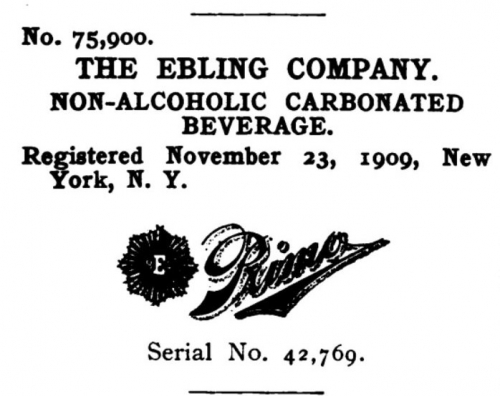 No. 75,900.
THE EBLING COMPANY.
NON-ALCOHOLIC CARBONATED
BEVERAGE.
Registered November 23, 1909, New
York, N. Y.
E Primo
Serial No. 42,769.